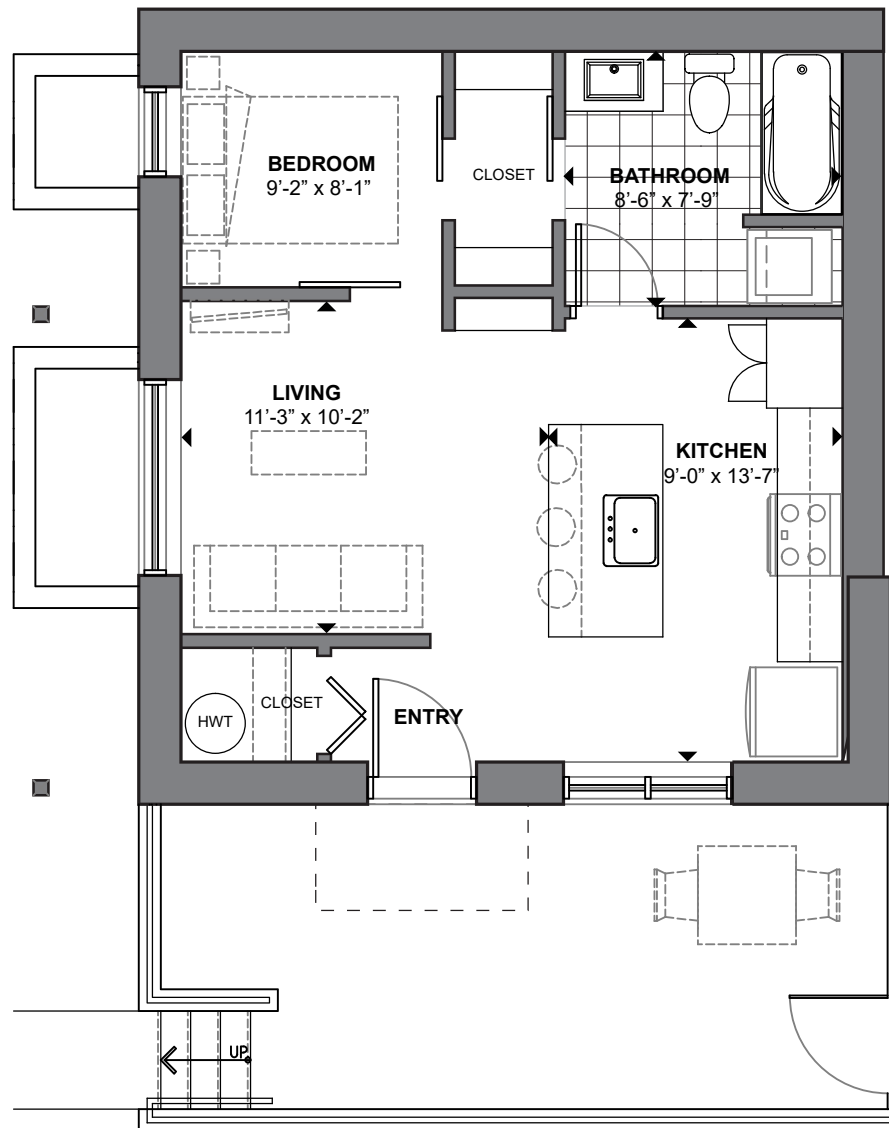 BEDROOM
9’-2” x 8’-1”
CLOSET
BATHROOM
8’-6” x 7’-9”
LIVING
11’-3” x 10’-2”
KITCHEN
9’-0” x 13’-7”
CLOSET
HWT
ENTRY
UP